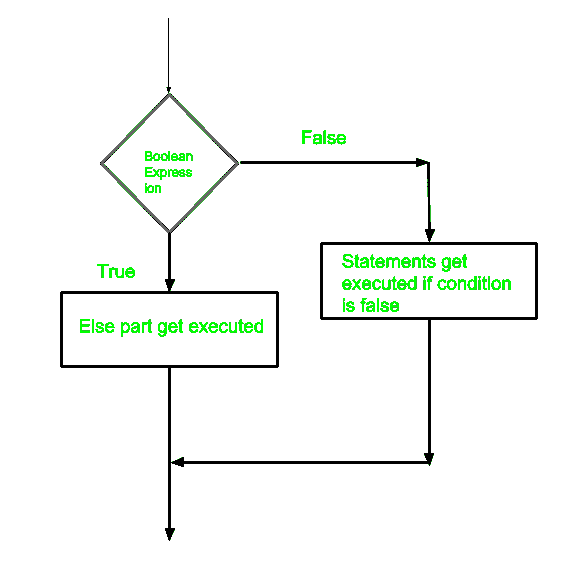 False
Boolean
Express
ion
Statements get
executed if condition
is false
True
Else part get executed